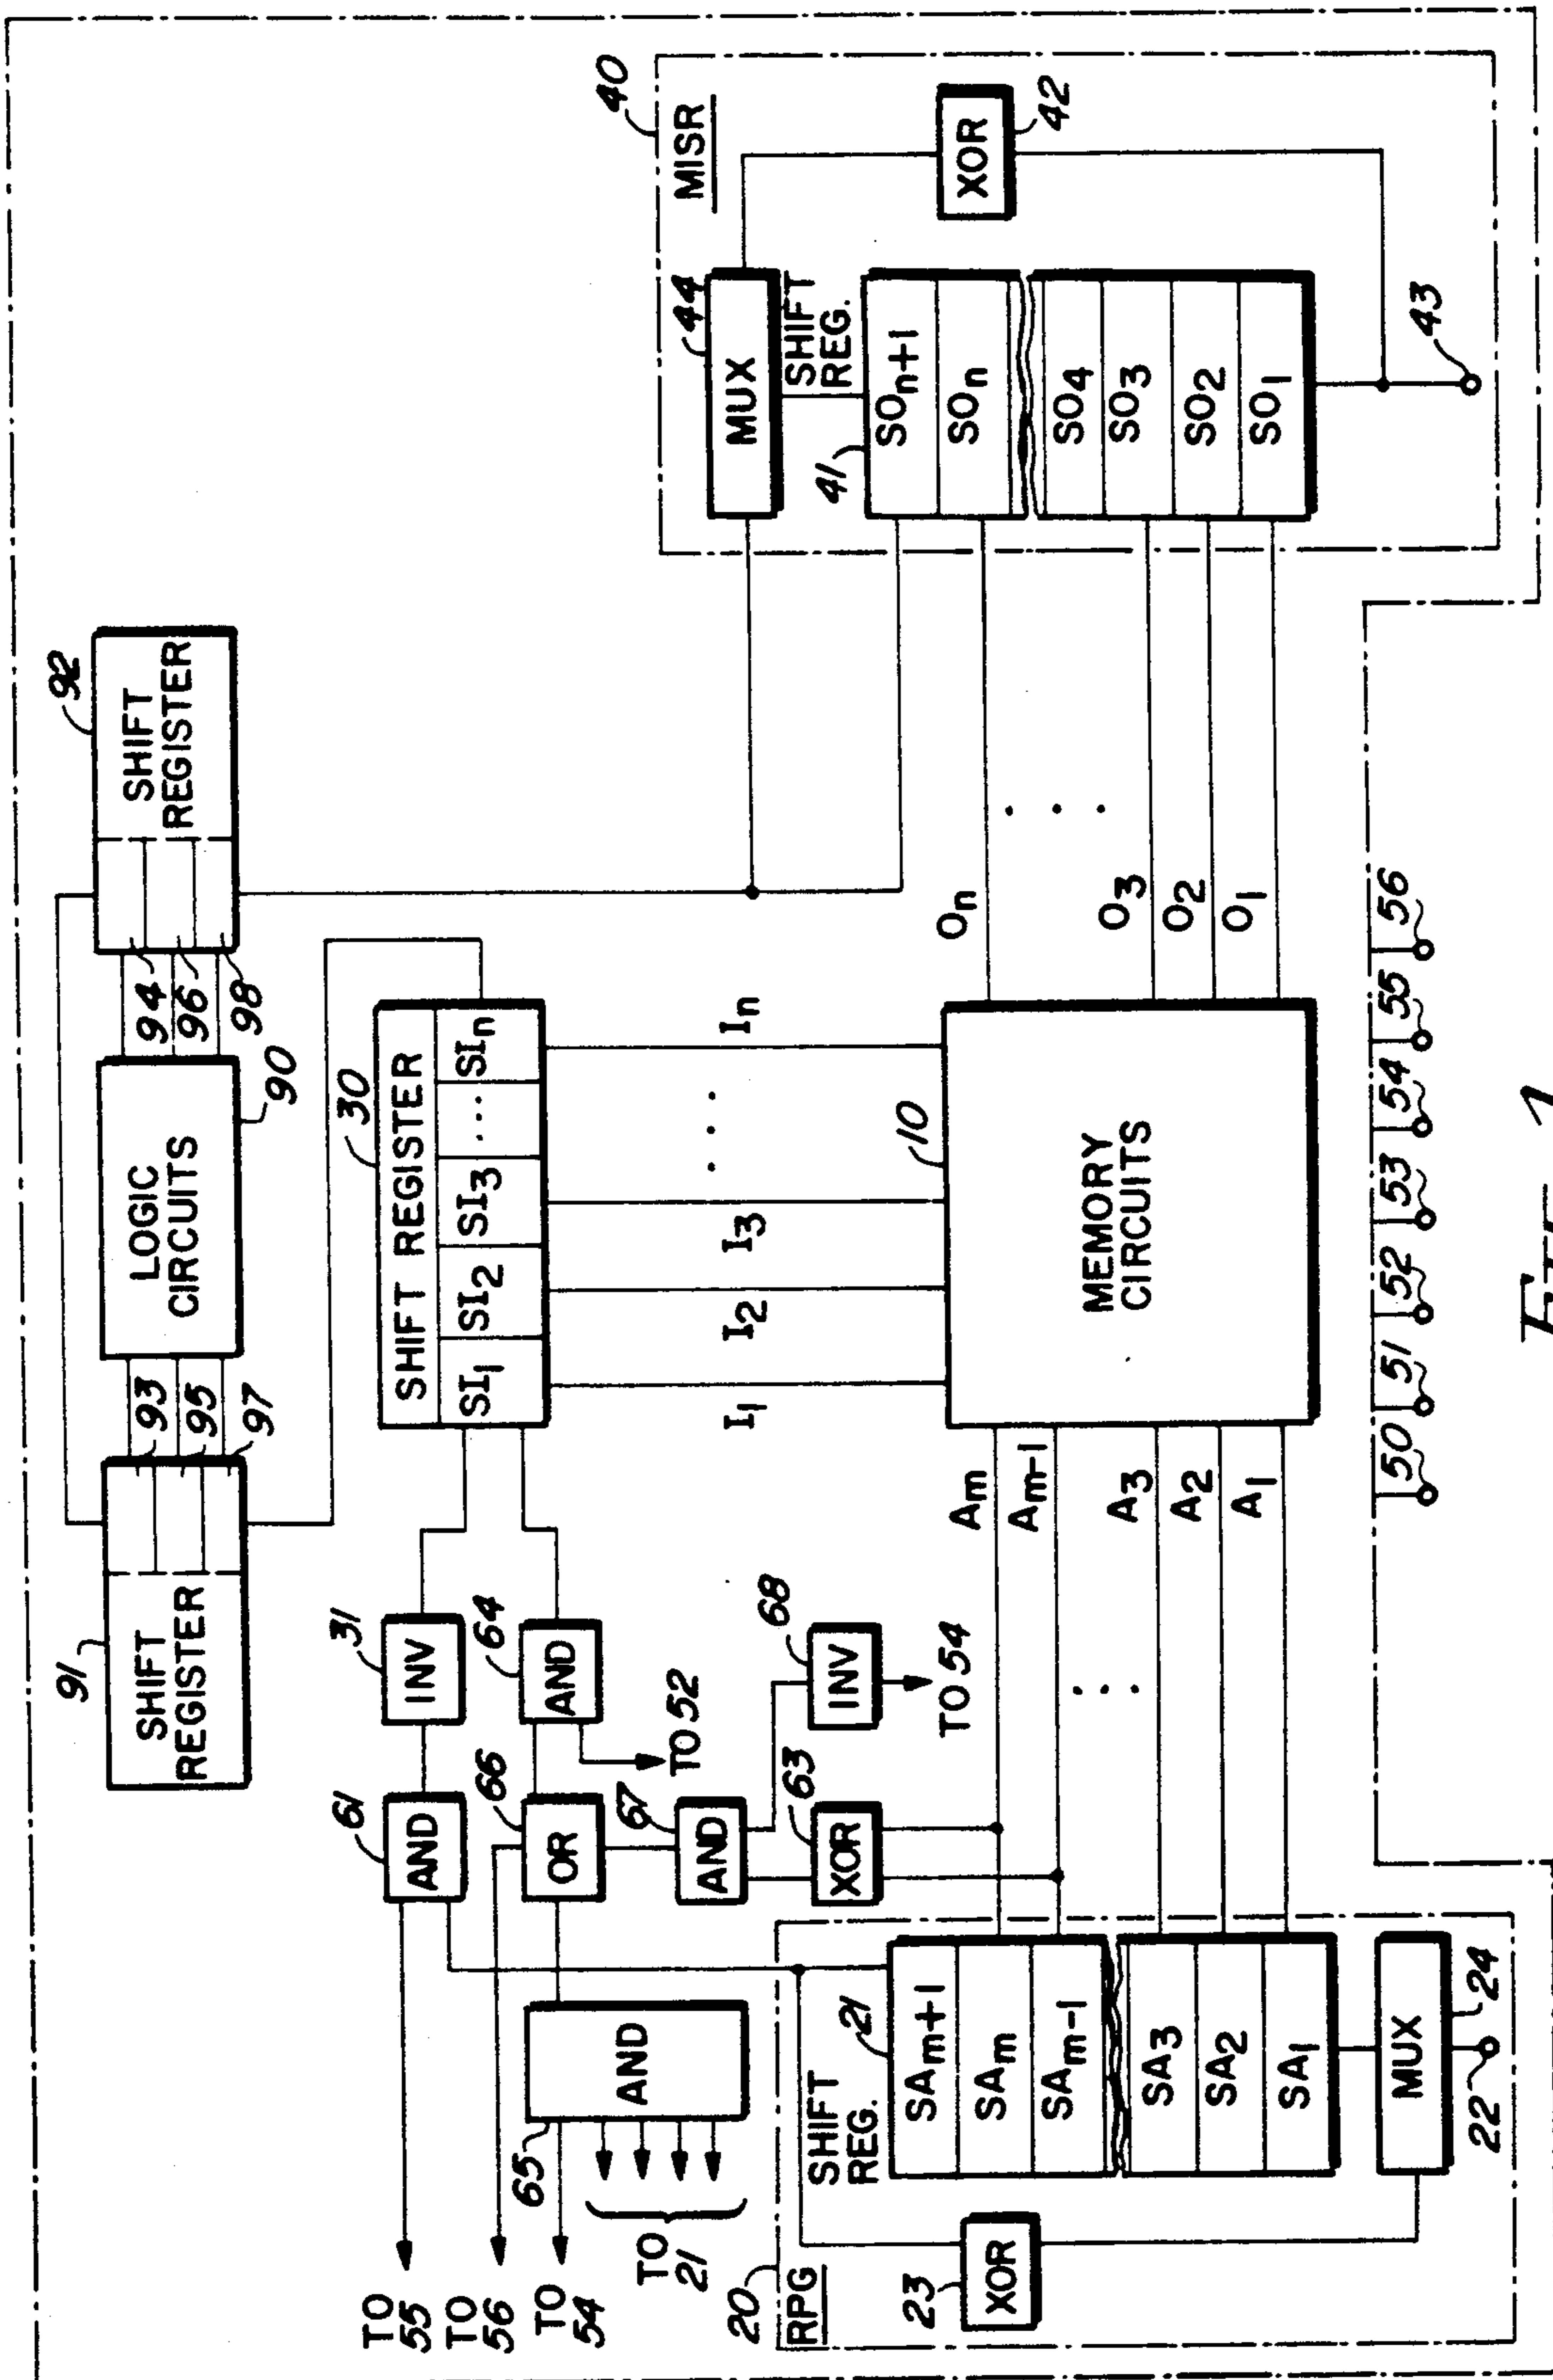 91
SHIFT
REGISTER
93
95
97
LOGIC
CIRCUITS
90
94
96
98
92
SHIFT
REGISTER
TO
55
TO
56
TO
54
TO
21
65
AND
61
AND
31
INV
66
OR
64
AND
TO 52
67
AND
63
XOR
68
INV
TO 54
30
SHIFT REGISTER
SI1
SI2
SI3
...
SIn
I1
I2
I3
In
10
MEMORY
CIRCUITS
Am
Am-1
A3
A2
A1
On
O3
O2
O1
20
RPG
23
XOR
SHIFT
REG.
21
SAm+1
SAm
SAm-1
SA3
SA2
SA1
MUX
24
22
40
MISR
44
MUX
SHIFT
REG.
41
SOn+1
SOn
SO4
SO3
SO2
SO1
XOR
42
43
50
51
52
53
54
55
56